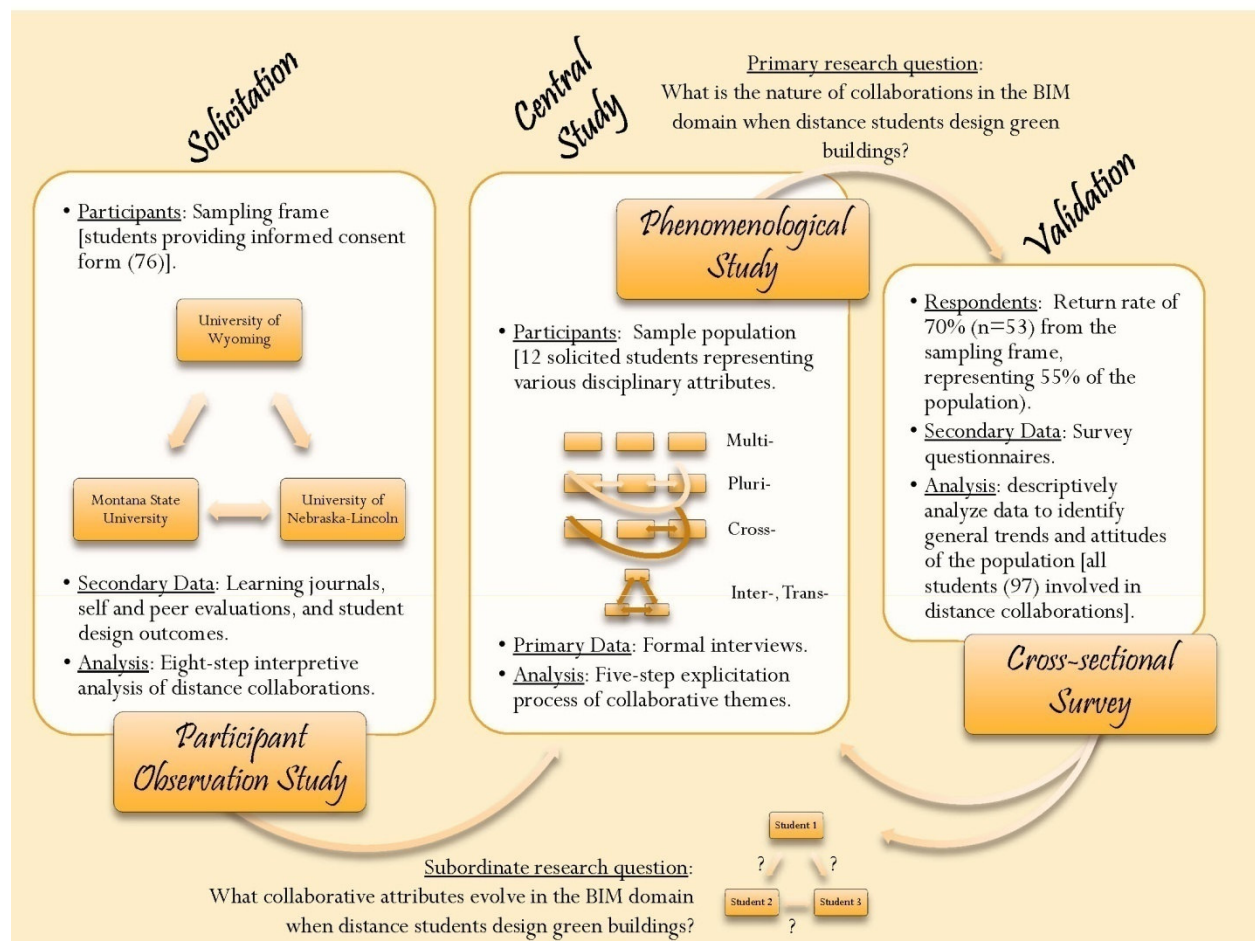 Solicitation
• Participants: Sampling frame
[students providing informed consent
form (76)].
University of
Wyoming
Montana State
University
University of
Nebraska-Lincoln
• Secondary Data: Learning journals,
self and peer evaluations, and student
design outcomes.
• Analysis: Eight-step interpretive
analysis of distance collaborations.
Participant
Observation Study
Central
Study
Primary research question:
What is the nature of collaborations in the BIM
domain when distance students design green
buildings?
Phenomenological
Study
• Participants: Sample population
[12 solicited students representing
various disciplinary attributes.
Multi-
Pluri-
Cross-
Inter-, Trans-
• Primary Data: Formal interviews.
• Analysis: Five-step explicitation
process of collaborative themes.
Validation
• Respondents: Return rate of
70% (n=53) from the
sampling frame,
representing 55% of the
population).
• Secondary Data: Survey
questionnaires.
• Analysis: descriptively
analyze data to identify
general trends and attitudes
of the population [all
students (97) involved in
distance collaborations].
Cross-sectional
Survey
Subordinate research question:
What collaborative attributes evolve in the BIM domain
when distance students design green buildings?
Student 1
? ?
Student 2 Student 3
?